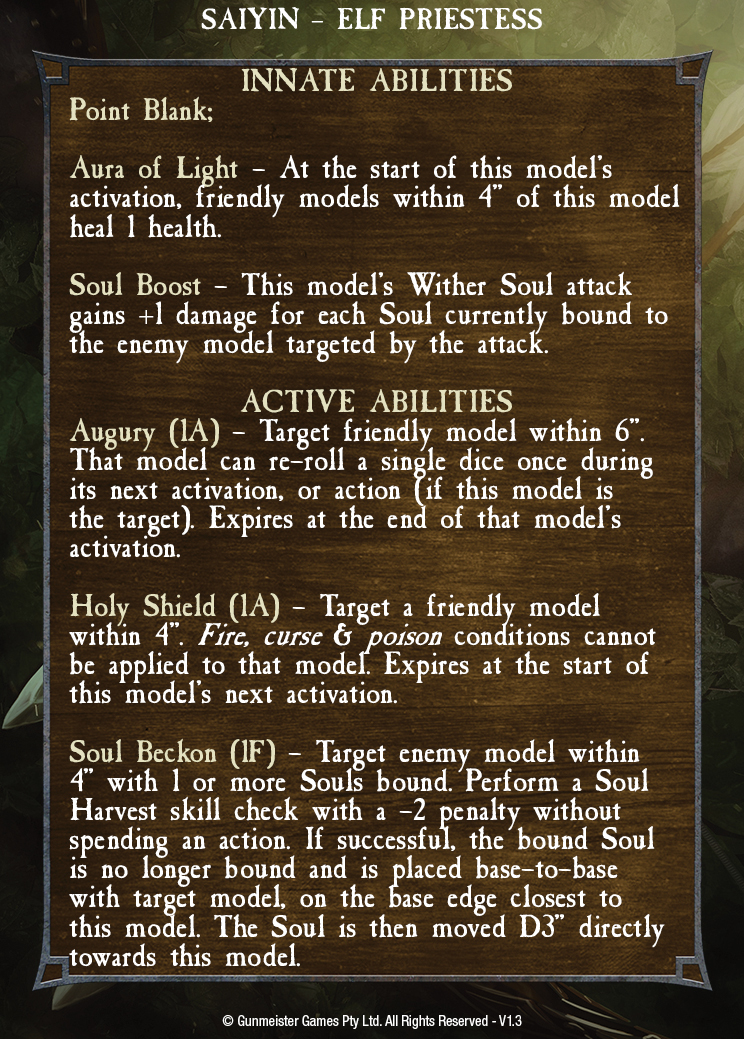 SAIYIN – ELF PRIESTESS
INNATE ABILITIES
Point Blank;
Aura of Light – At the start of this model's
activation, friendly models within 4” of this model
heal 1 health.
Soul Boost – This model's Wither Soul attack
gains +1 damage for each Soul currently bound to
the enemy model targeted by the attack.
ACTIVE ABILITIES
Augury (1A) – Target friendly model within 6”.
That model can re-roll a single dice once during
its next activation, or action (if this model is
the target). Expires at the end of that model's
activation.
Holy Shield (1A) – Target a friendly model
within 4”. Fire, curse & poison conditions cannot
be applied to that model. Expires at the start of
this model's next activation.
Soul Beckon (1F) – Target enemy model within
4” with 1 or more Souls bound. Perform a Soul
Harvest skill check with a -2 penalty without
spending an action. If successful, the bound Soul
is no longer bound and is placed base-to-base
with target model, on the base edge closest to
this model. The Soul is then moved D3” directly
towards this model.
© Gunmeister Games Pty Ltd. All Rights Reserved - V1.3